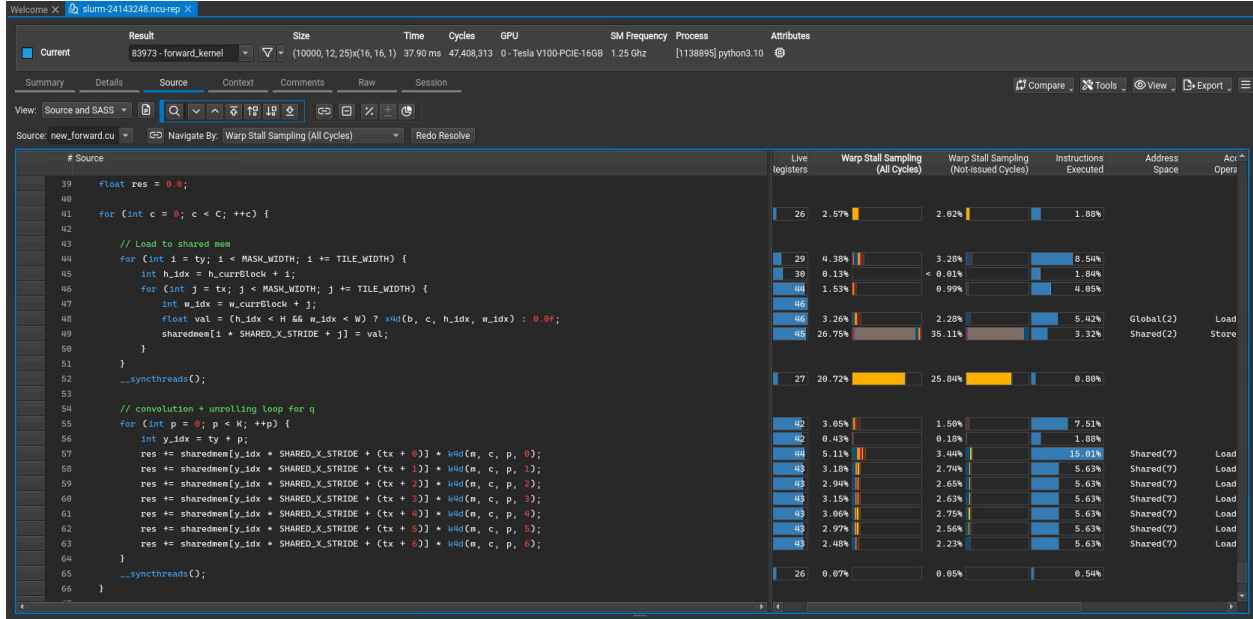 Welcome × slurm-24143248.ncu-rep ×
Result Size Time Cycles GPU SM Frequency Process Attributes
Current 83973 - forward_kernel (10000, 12, 25)x(16, 16, 1) 37.90 ms 47,408,313 0 - Tesla V100-PCIE-16GB 1.25 Ghz [1138895] python3.10
Summary Details Source Context Comments Raw Session Compare Tools View Export
View: Source and SASS
Source: new_forward.cu Navigate By: Warp Stall Sampling (All Cycles) Redo Resolve
# Source Live Registers Warp Stall Sampling (All Cycles) Warp Stall Sampling (Not-issued Cycles) Instructions Executed Address Space Acc Opera
39 float res = 0.0;
40
41 for (int c = 0; c < C; ++c) { 26 2.57% 2.02% 1.88%
42
43 // Load to shared mem
44 for (int i = ty; i < MASK_WIDTH; i += TILE_WIDTH) { 29 4.38% 3.28% 8.54%
45 int h_idx = h_currBlock + i; 30 0.13% < 0.01% 1.84%
46 for (int j = tx; j < MASK_WIDTH; j += TILE_WIDTH) { 44 1.53% 0.99% 4.05%
47 int w_idx = w_currBlock + j; 46
48 float val = (h_idx < H && w_idx < W) ? x4d(b, c, h_idx, w_idx) : 0.0f; 46 3.26% 2.28% 5.42% Global(2) Load
49 sharedmem[i * SHARED_X_STRIDE + j] = val; 45 26.75% 35.11% 3.32% Shared(2) Store
50 }
51 }
52 __syncthreads(); 27 20.72% 25.84% 0.80%
53
54 // convolution + unrolling loop for q
55 for (int p = 0; p < K; ++p) { 42 3.05% 1.50% 7.51%
56 int y_idx = ty + p; 42 0.43% 0.18% 1.88%
57 res += sharedmem[y_idx * SHARED_X_STRIDE + (tx + 0)] * k4d(m, c, p, 0); 44 5.11% 3.44% 15.01% Shared(7) Load
58 res += sharedmem[y_idx * SHARED_X_STRIDE + (tx + 1)] * k4d(m, c, p, 1); 43 3.18% 2.74% 5.63% Shared(7) Load
59 res += sharedmem[y_idx * SHARED_X_STRIDE + (tx + 2)] * k4d(m, c, p, 2); 43 2.94% 2.65% 5.63% Shared(7) Load
60 res += sharedmem[y_idx * SHARED_X_STRIDE + (tx + 3)] * k4d(m, c, p, 3); 43 3.15% 2.63% 5.63% Shared(7) Load
61 res += sharedmem[y_idx * SHARED_X_STRIDE + (tx + 4)] * k4d(m, c, p, 4); 43 3.06% 2.75% 5.63% Shared(7) Load
62 res += sharedmem[y_idx * SHARED_X_STRIDE + (tx + 5)] * k4d(m, c, p, 5); 43 2.97% 2.56% 5.63% Shared(7) Load
63 res += sharedmem[y_idx * SHARED_X_STRIDE + (tx + 6)] * k4d(m, c, p, 6); 43 2.48% 2.23% 5.63% Shared(7) Load
64 }
65 __syncthreads(); 26 0.07% 0.05% 0.54%
66 }